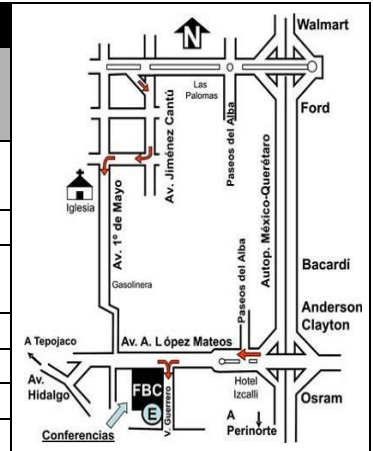 Walmart
N
Las
Palomas
Ford
Av. Jiménez Cantú
Paseos del Alba
Autop. México-Querétaro
Iglesia
Av. 1º de Mayo
Gasolinera
Bacardí
Paseos del Alba
Anderson
Clayton
A Tepojaco
Av. A. López Mateos
Av.
Hidalgo
FBC
E
V. Guerrero
Hotel
Izcalli
Osram
A
Perinorte
Conferencias